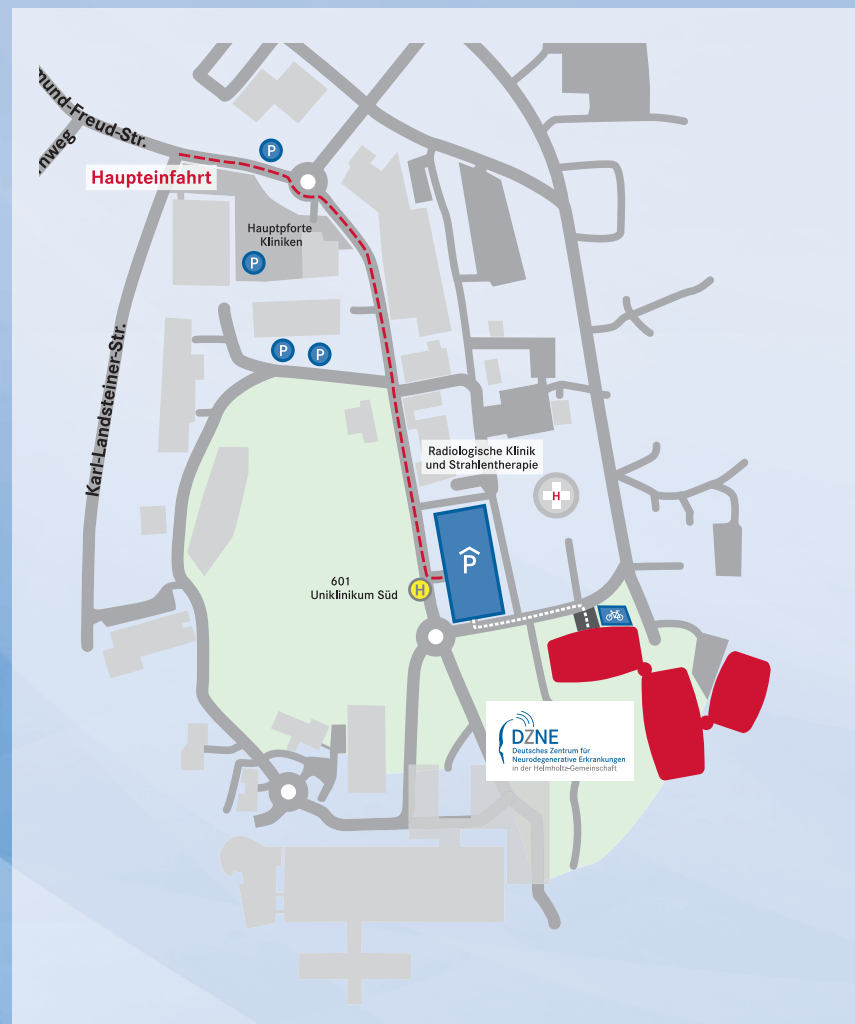 mund-Freud-Str.
nweg
P
Haupteinfahrt
Hauptpforte
Kliniken
P
P
P
Karl-Landsteiner-Str.
Radiologische Klinik
und Strahlentherapie
H
P
601
Uniklinikum Süd
H
DZNE
Deutsches Zentrum für
Neurodegenerative Erkrankungen
in der Helmholtz-Gemeinschaft